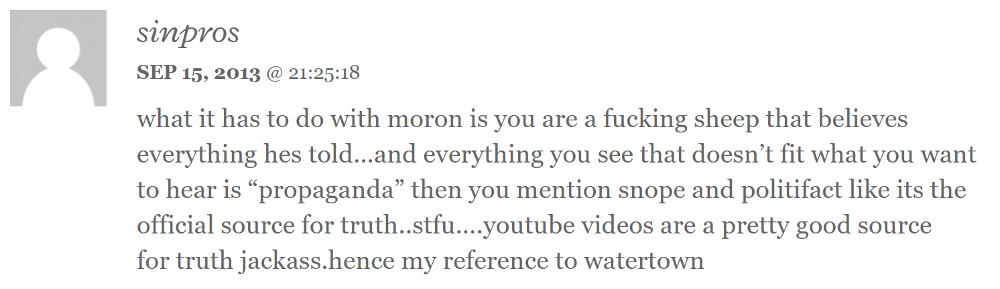 sinpros
SEP 15, 2013 @ 21:25:18
what it has to do with moron is you are a fucking sheep that believes
everything hes told...and everything you see that doesn’t fit what you want
to hear is “propaganda” then you mention snope and politifact like its the
official source for truth..stfu....youtube videos are a pretty good source
for truth jackass.hence my reference to watertown